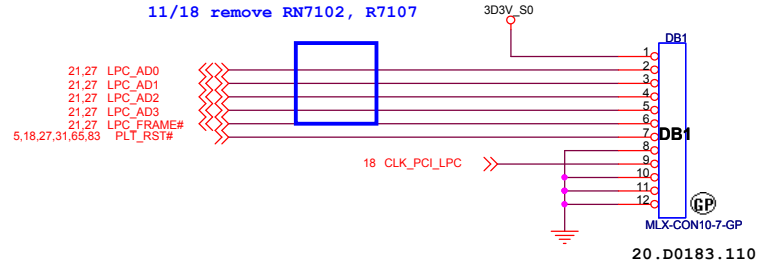 11/18 remove RN7102, R7107
3D3V_S0
DB1
1
21,27 LPC_AD0 2
21,27 LPC_AD1 3
21,27 LPC_AD2 4
21,27 LPC_AD3 5
21,27 LPC_FRAME# 6
5,18,27,31,65,83 PLT_RST# 7
DB1
8
18 CLK_PCI_LPC 9
10
11
12
GP
MLX-CON10-7-GP
20.D0183.110